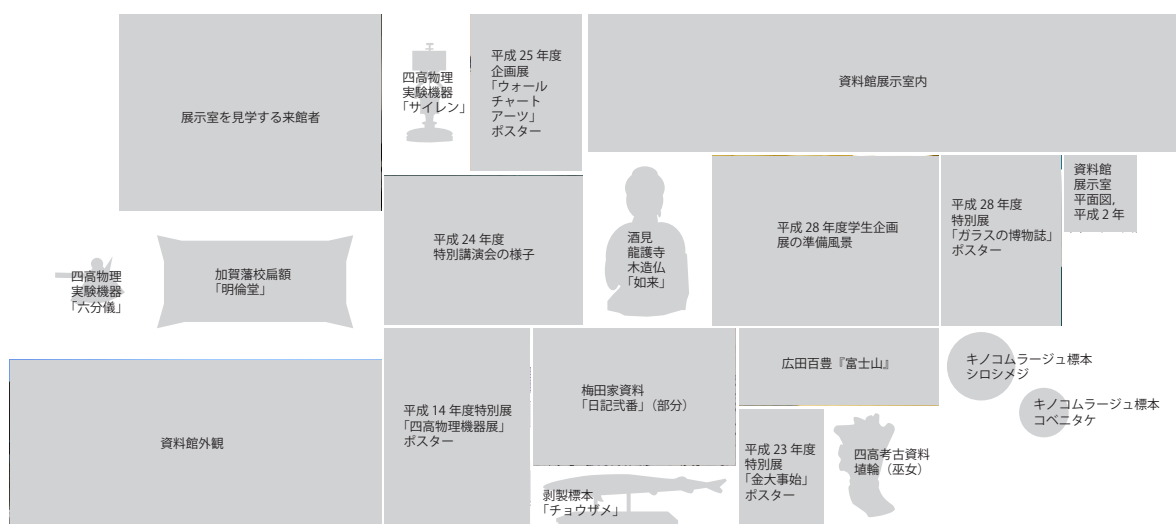 展示室を見学する来館者
四高物理
実験機器
「サイレン」
平成 25 年度
企画展
「ウォール
チャート
アーツ」
ポスター
資料館展示室内
平成 24 年度
特別講演会の様子
酒見
龍護寺
木造仏
「如来」
平成 28 年度学生企画
展の準備風景
平成 28 年度
特別展
「ガラスの博物誌」
ポスター
資料館
展示室
平面図,
平成 2 年
四高物理
実験機器
「六分儀」
加賀藩校扁額
「明倫堂」
資料館外観
平成 14 年度特別展
「四高物理機器展」
ポスター
梅田家資料
「日記弐番」（部分）
広田百豊『富士山』
キノコムラージュ標本
シロシメジ
キノコムラージュ標本
コベニタケ
剥製標本
「チョウザメ」
平成 23 年度
特別展
「金大事始」
ポスター
四高考古資料
埴輪（巫女）